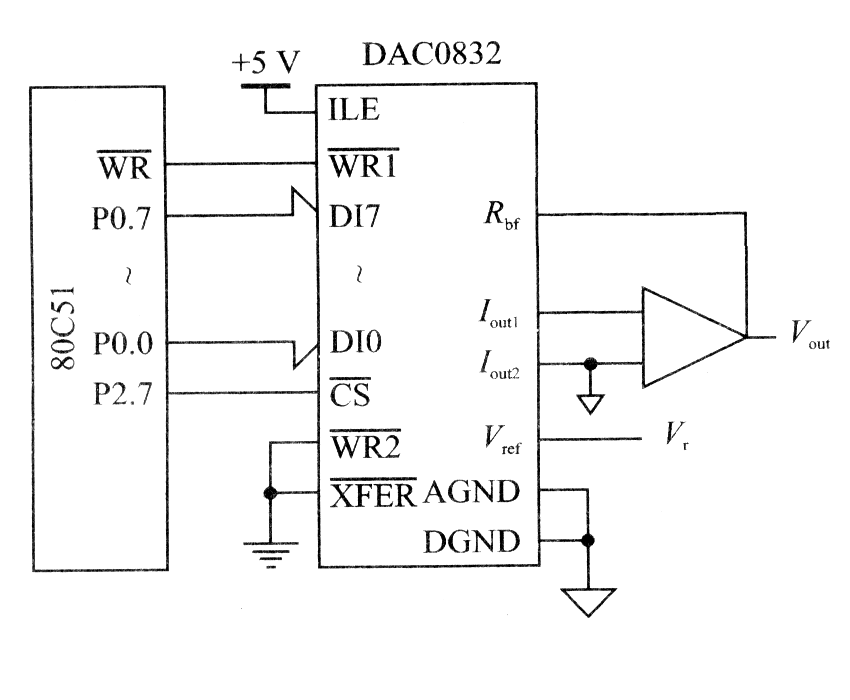 DAC0832
+5 V
ILE
WR
WR1
P0.7
DI7
Rbf
~
~
80C51
Iout1
Vout
P0.0
DI0
Iout2
P2.7
CS
WR2
Vref
Vr
XFER
AGND
DGND